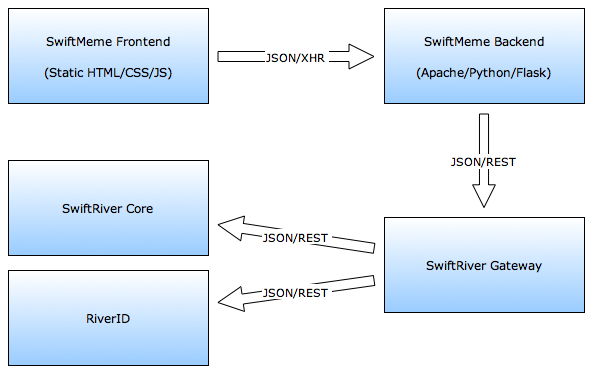 SwiftMeme Frontend
(Static HTML/CSS/JS)
JSON/XHR
SwiftMeme Backend
(Apache/Python/Flask)
JSON/REST
SwiftRiver Core
JSON/REST
SwiftRiver Gateway
JSON/REST
RiverID